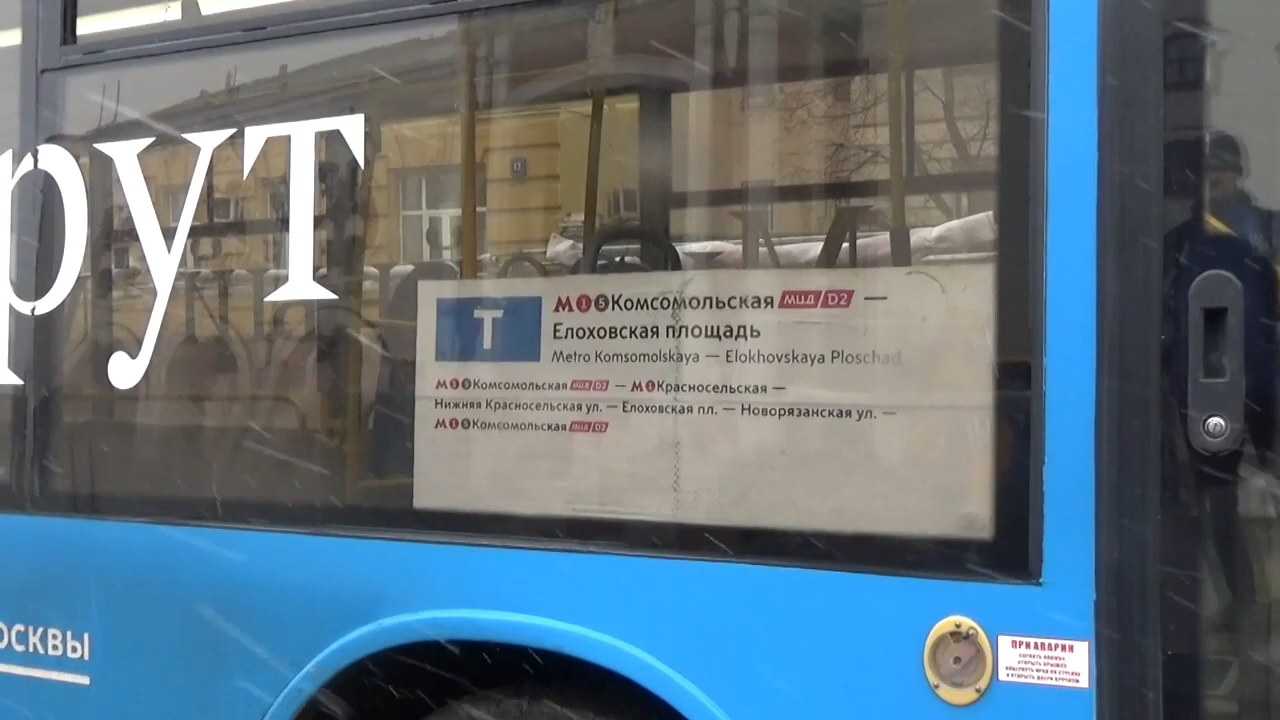 рут
12
Т
М 1 5 Комсомольская МЦД D2 —
Елоховская площадь
Metro Komsomolskaya — Elokhovskaya Ploschad
М 1 5 Комсомольская МЦД D2 — М 1 Красносельская —
Нижняя Красносельская ул. — Елоховская пл. — Новорязанская ул. —
М 1 5 Комсомольская МЦД D2
осквы
ПРИ АВАРИИ